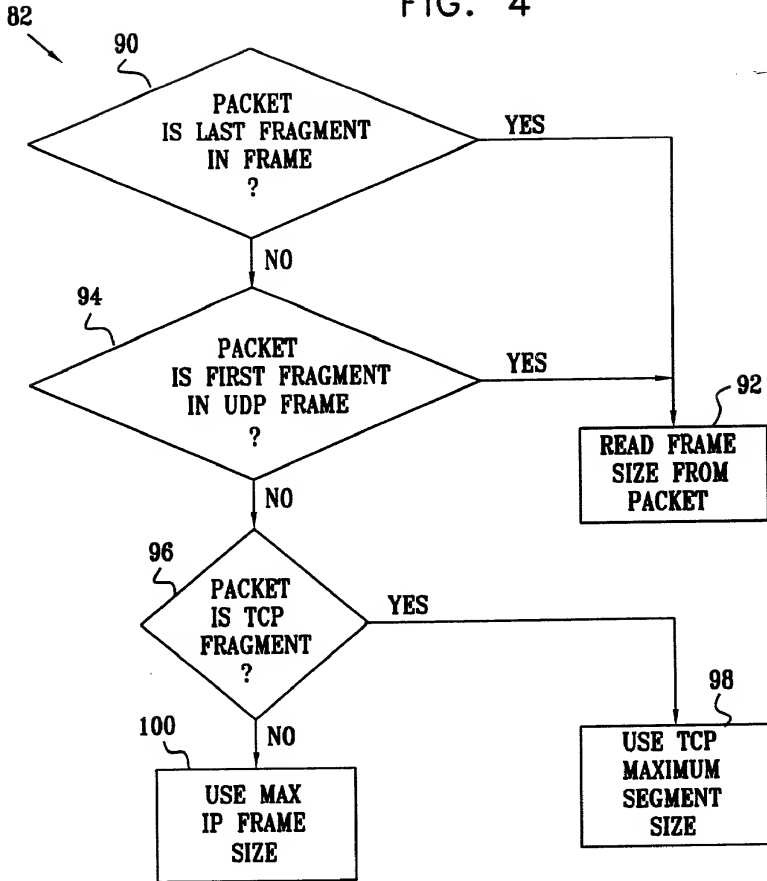 FIG. 4
82
90
PACKET
IS LAST FRAGMENT
IN FRAME
?
YES
NO
94
PACKET
IS FIRST FRAGMENT
IN UDP FRAME
?
YES
92
READ FRAME
SIZE FROM
PACKET
NO
96
PACKET
IS TCP
FRAGMENT
?
YES
98
USE TCP
MAXIMUM
SEGMENT
SIZE
NO
100
USE MAX
IP FRAME
SIZE